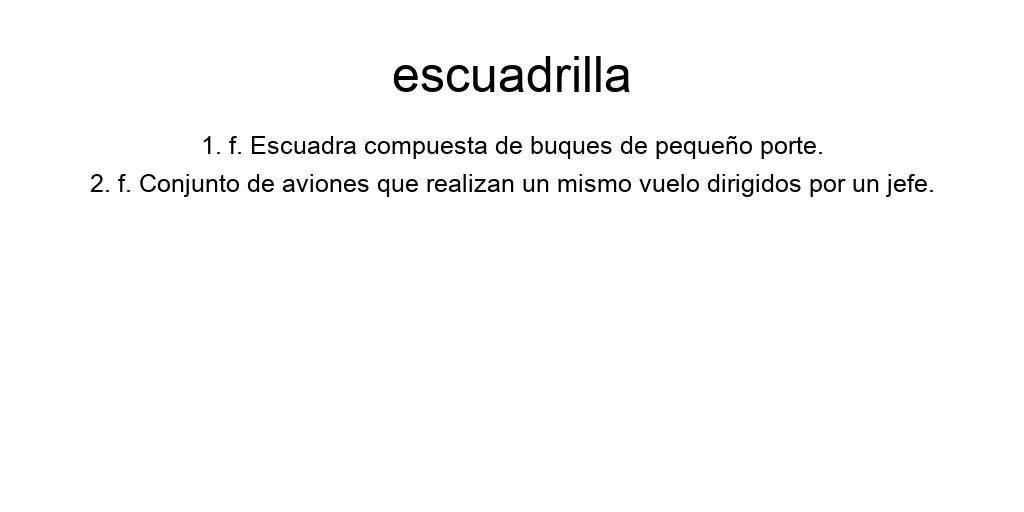 escuadrilla
1. f. Escuadra compuesta de buques de pequeño porte.
2. f. Conjunto de aviones que realizan un mismo vuelo dirigidos por un jefe.